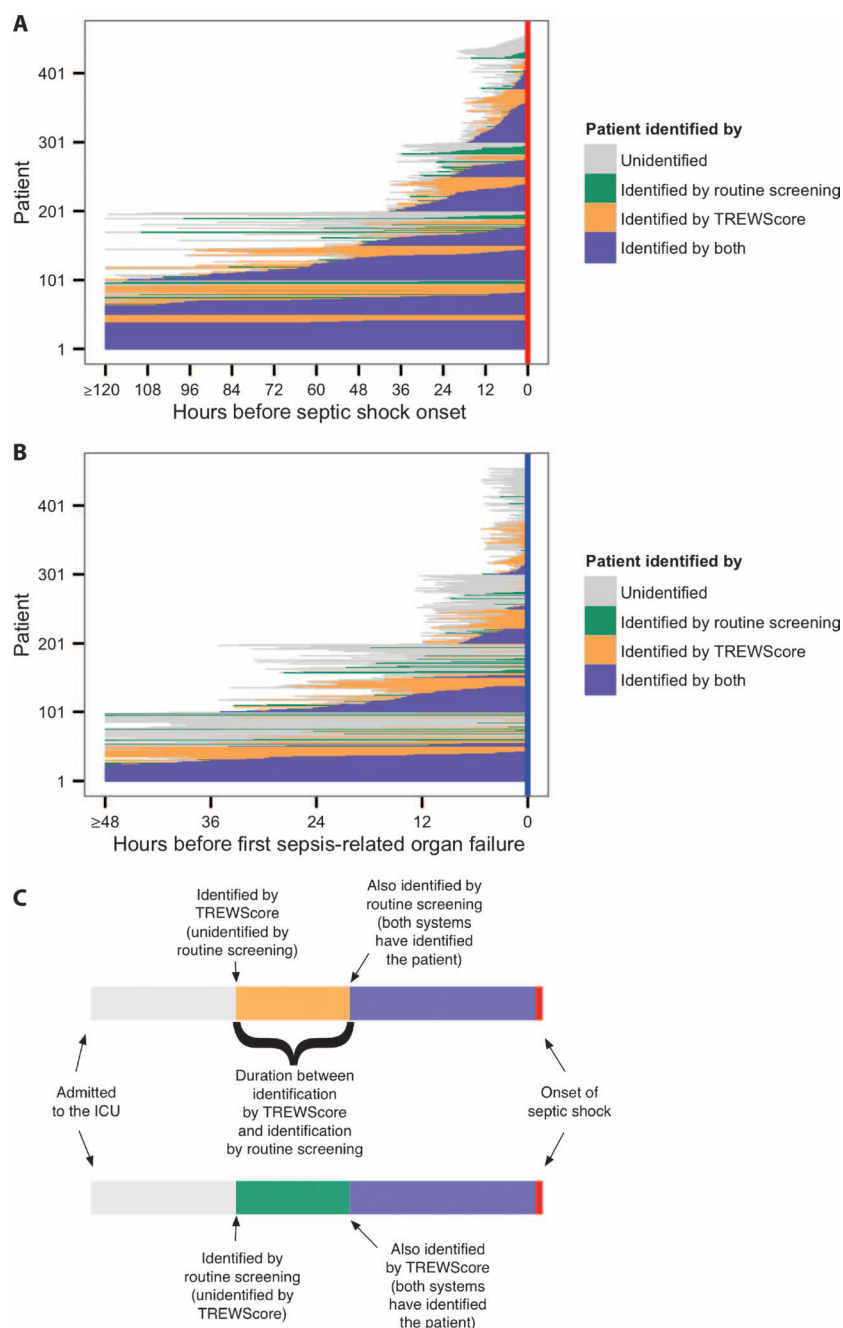 A
Patient
401
301
201
101
1
≥120 108 96 84 72 60 48 36 24 12 0
Hours before septic shock onset
Patient identified by
Unidentified
Identified by routine screening
Identified by TREWScore
Identified by both
B
Patient
401
301
201
101
1
≥48 36 24 12 0
Hours before first sepsis-related organ failure
Patient identified by
Unidentified
Identified by routine screening
Identified by TREWScore
Identified by both
C
Identified by
TREWScore
(unidentified by
routine screening)
Also identified by
routine screening
(both systems
have identified
the patient)
Admitted
to the ICU
Duration between
identification
by TREWScore
and identification
by routine screening
Onset of
septic shock
Identified by
routine screening
(unidentified by
TREWScore)
Also identified
by TREWScore
(both systems
have identified
the patient)